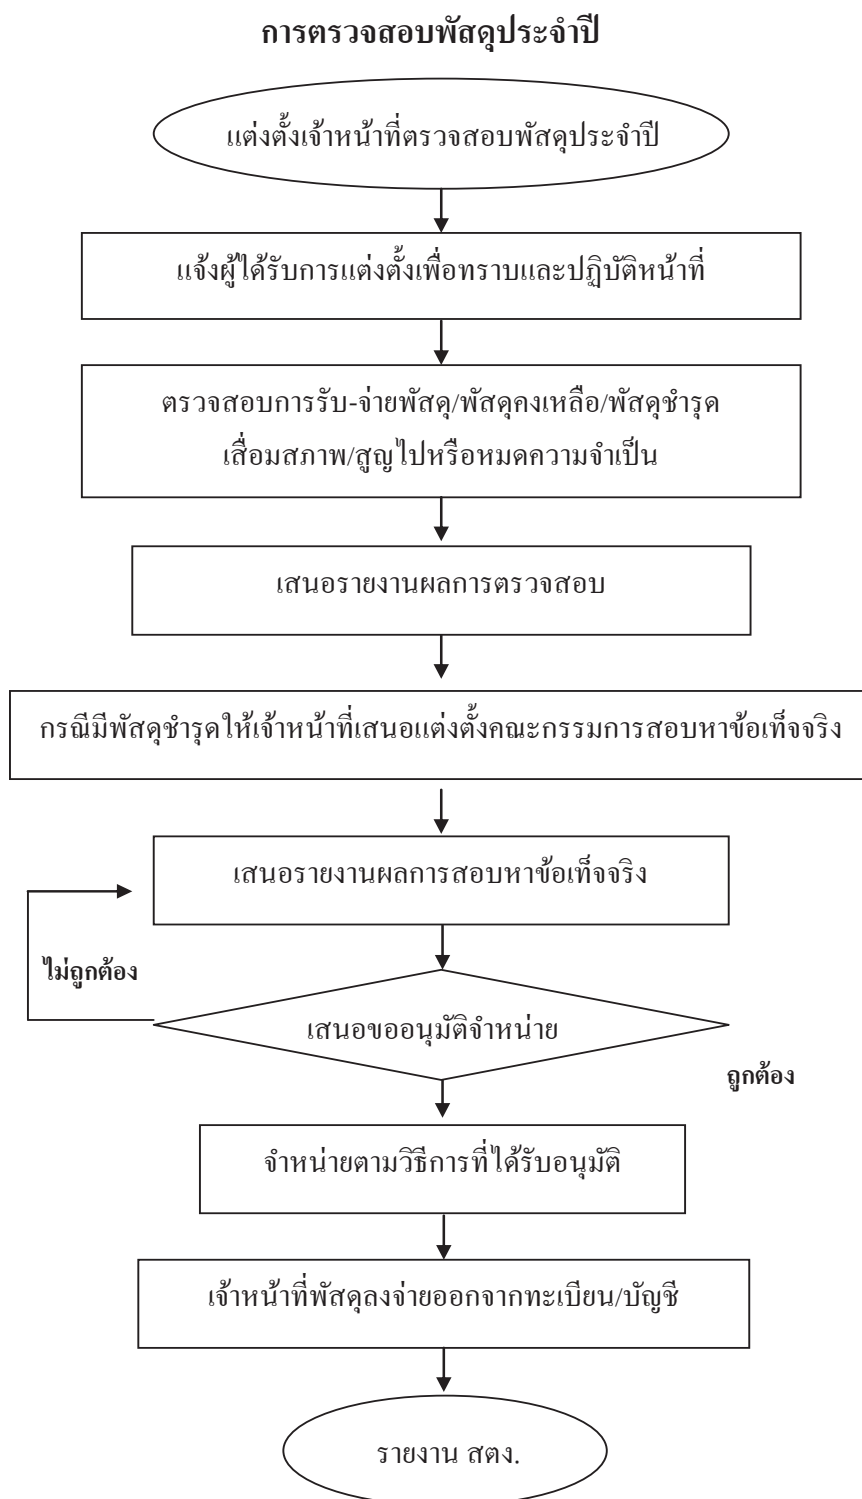 การตรวจสอบพัสดุประจำปี
แต่งตั้งเจ้าหน้าที่ตรวจสอบพัสดุประจำปี
แจ้งผู้ได้รับการแต่งตั้งเพื่อทราบและปฏิบัติหน้าที่
ตรวจสอบการรับ-จ่ายพัสดุ/พัสดุคงเหลือ/พัสดุชำรุด
เสื่อมสภาพ/สูญไปหรือหมดความจำเป็น
เสนอรายงานผลการตรวจสอบ
กรณีมีพัสดุชำรุดให้เจ้าหน้าที่เสนอแต่งตั้งคณะกรรมการสอบหาข้อเท็จจริง
เสนอรายงานผลการสอบหาข้อเท็จจริง
ไม่ถูกต้อง
เสนอขออนุมัติจำหน่าย
ถูกต้อง
จำหน่ายตามวิธีการที่ได้รับอนุมัติ
เจ้าหน้าที่พัสดุลงจ่ายออกจากทะเบียน/บัญชี
รายงาน สตง.